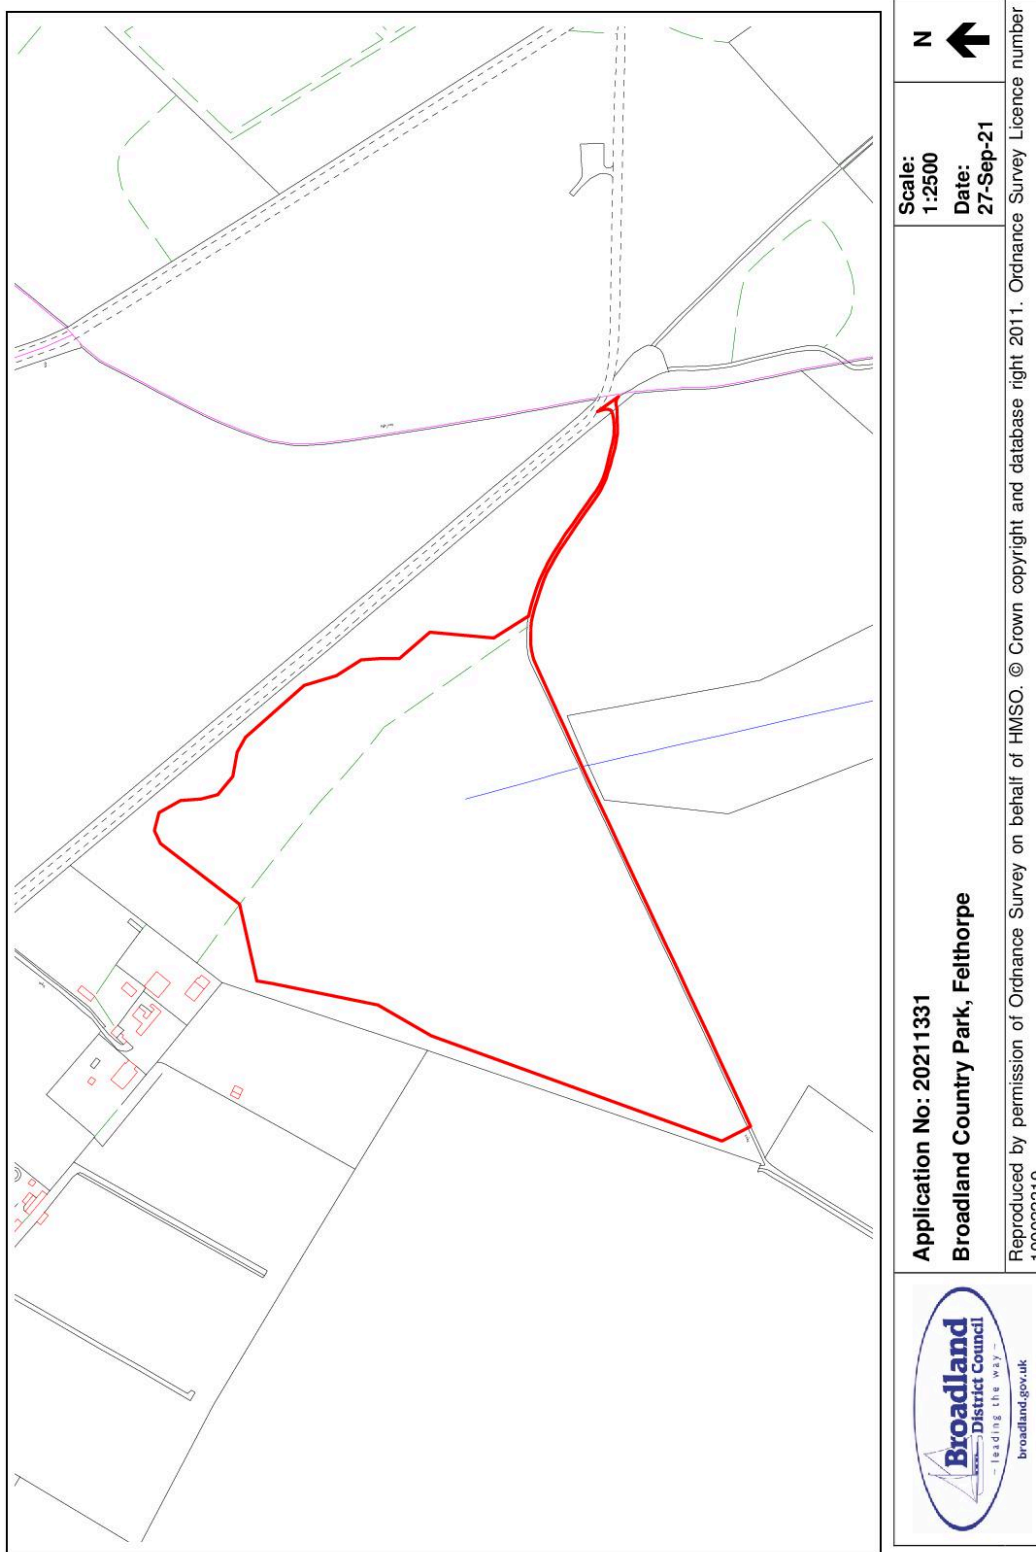 Broadland
District Council
– leading the way –
broadland.gov.uk
Application No: 20211331
Broadland Country Park, Felthorpe
Scale:
1:2500
Date:
27-Sep-21
N
Reproduced by permission of Ordnance Survey on behalf of HMSO. © Crown copyright and database right 2011. Ordnance Survey Licence number